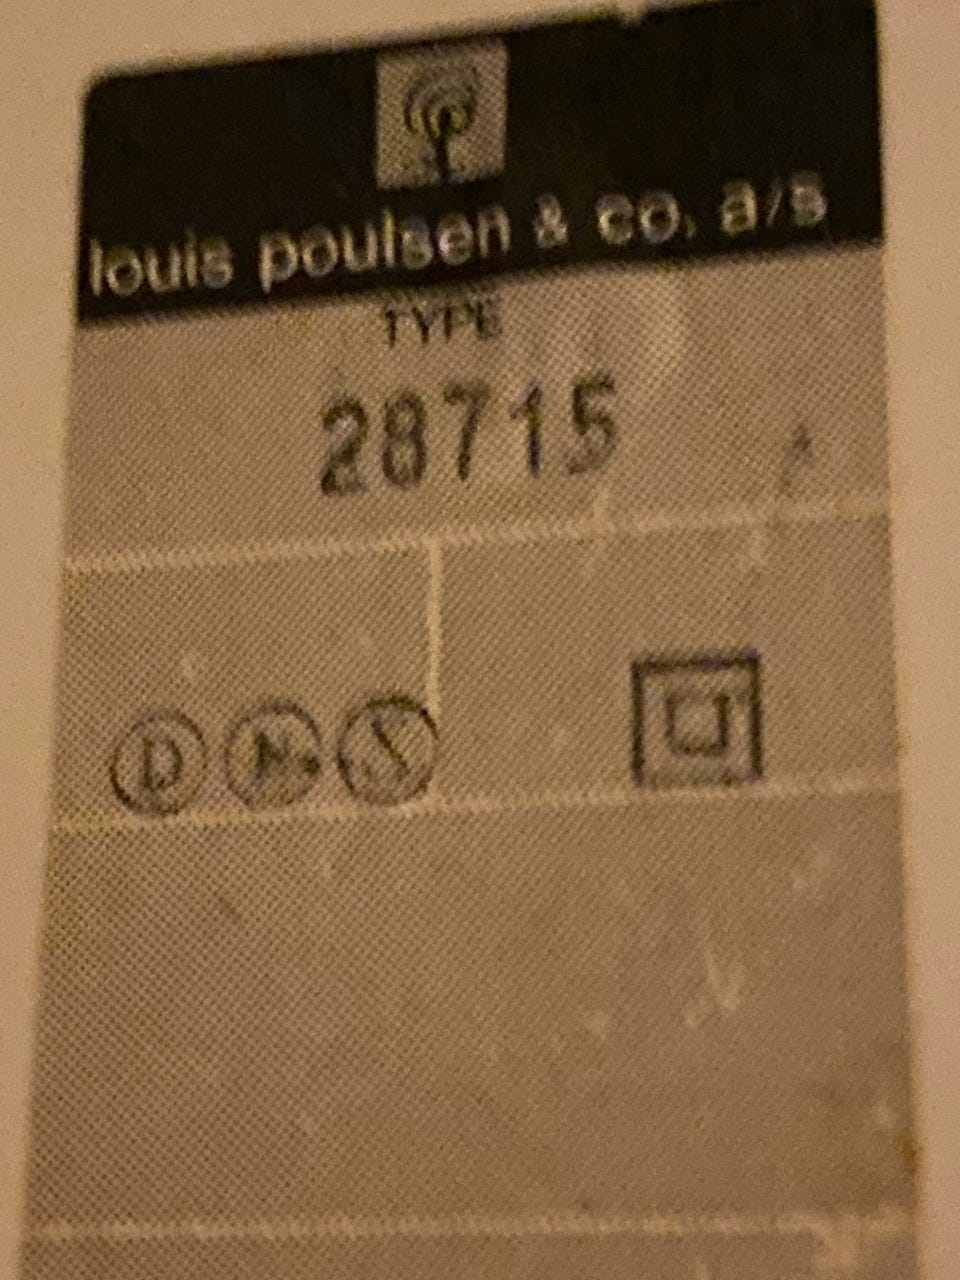 louis poulsen & co. a/s
TYPE
28715
D N S